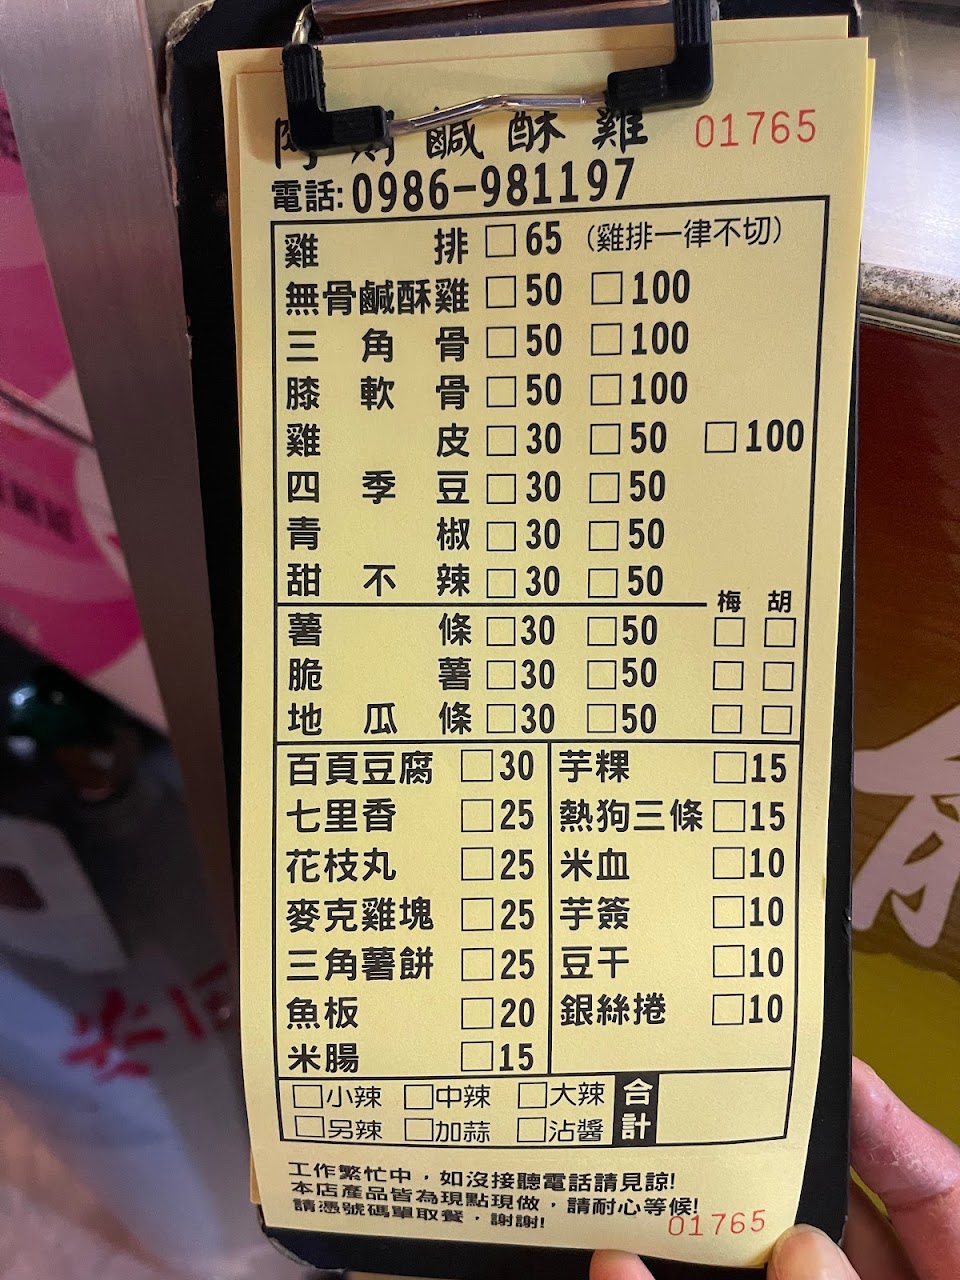 鹹酥雞 01765
電話:0986-981197
雞排 □65 (雞排一律不切)
無骨鹹酥雞 □50 □100
三角骨 □50 □100
膝軟骨 □50 □100
雞皮 □30 □50 □100
四季豆 □30 □50
青椒 □30 □50
甜不辣 □30 □50
梅 胡
薯條 □30 □50 □ □
脆薯 □30 □50 □ □
地瓜條 □30 □50 □ □
百頁豆腐 □30 芋粿 □15
七里香 □25 熱狗三條 □15
花枝丸 □25 米血 □10
麥克雞塊 □25 芋簽 □10
三角薯餅 □25 豆干 □10
魚板 □20 銀絲捲 □10
米腸 □15
□小辣 □中辣 □大辣 合計
□另辣 □加蒜 □沾醬
工作繁忙中,如沒接聽電話請見諒!
本店產品皆為現點現做,請耐心等候!
請憑號碼單取餐,謝謝! 01765